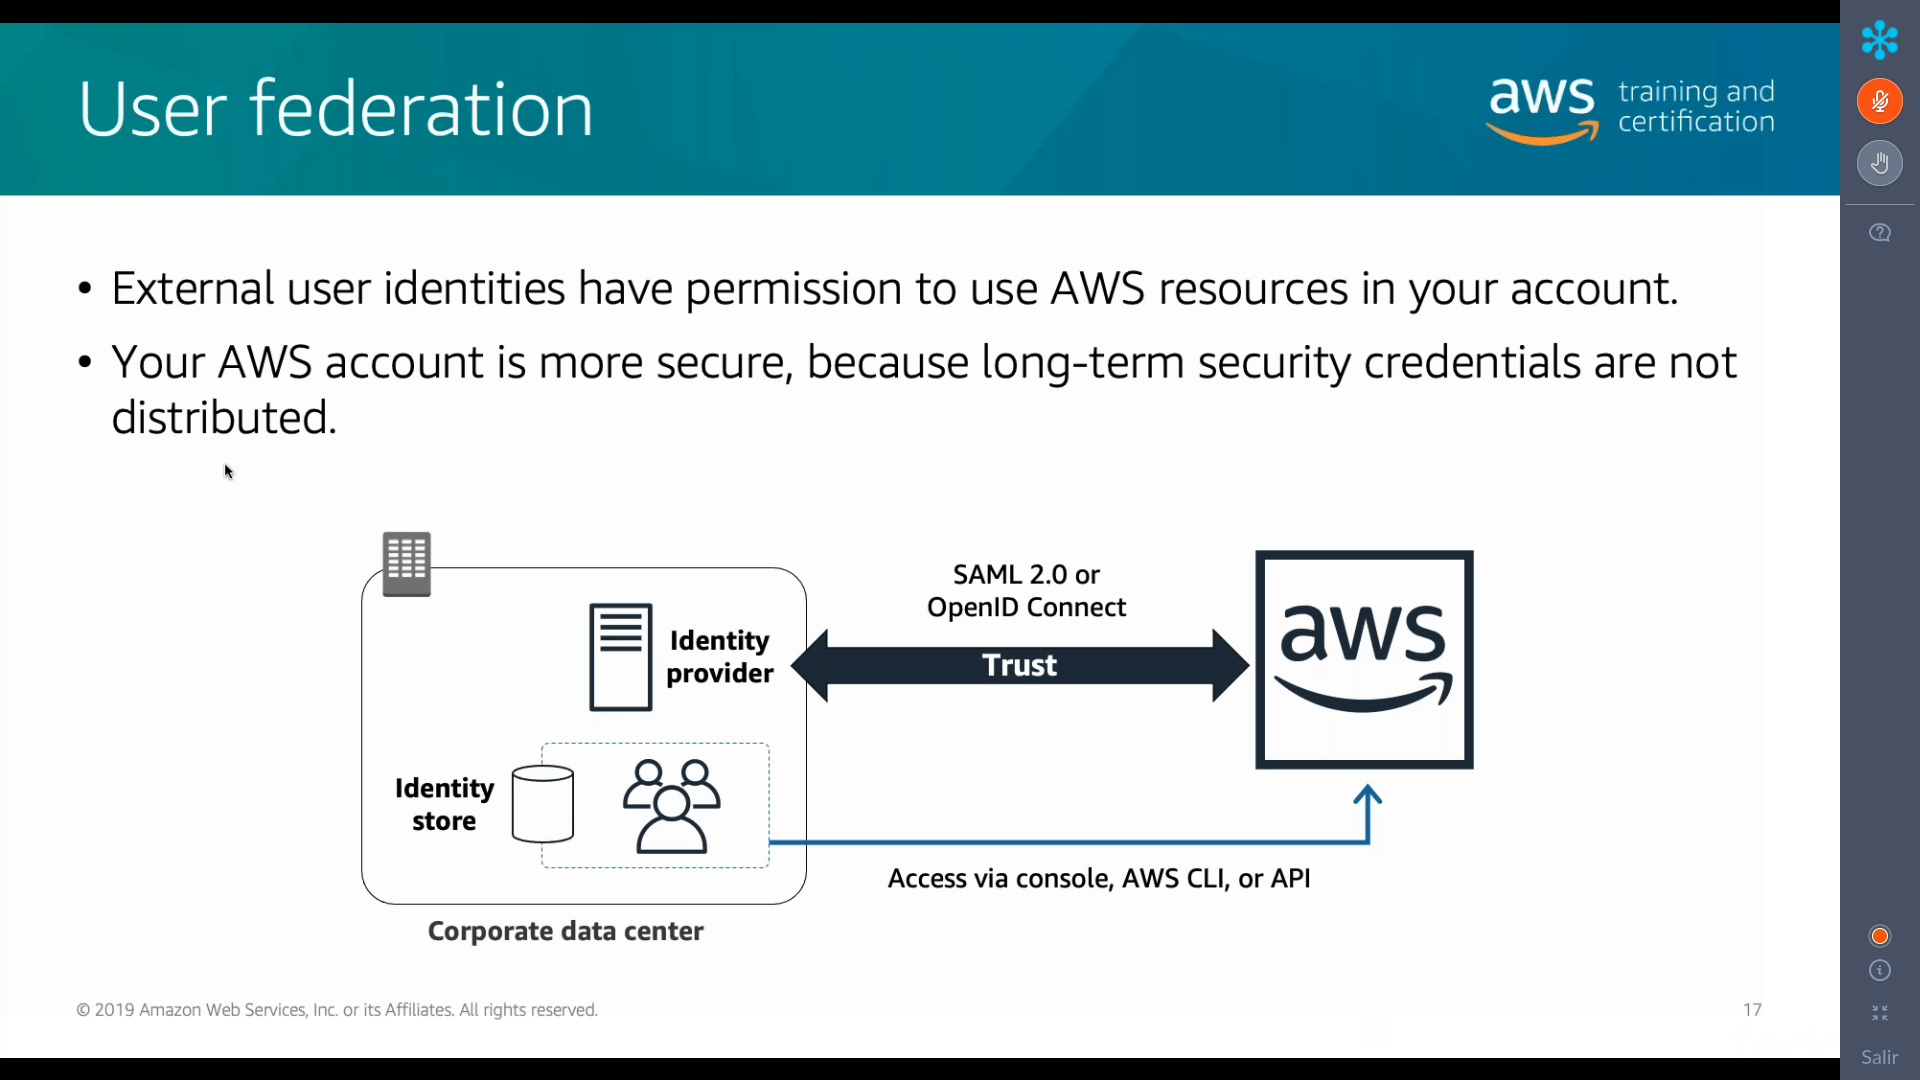 User federation
aws training and
certification
• External user identities have permission to use AWS resources in your account.
• Your AWS account is more secure, because long-term security credentials are not
distributed.
SAML 2.0 or
OpenID Connect
Identity
provider
Trust
aws
Identity
store
Access via console, AWS CLI, or API
Corporate data center
© 2019 Amazon Web Services, Inc. or its Affiliates. All rights reserved.
17
Salir